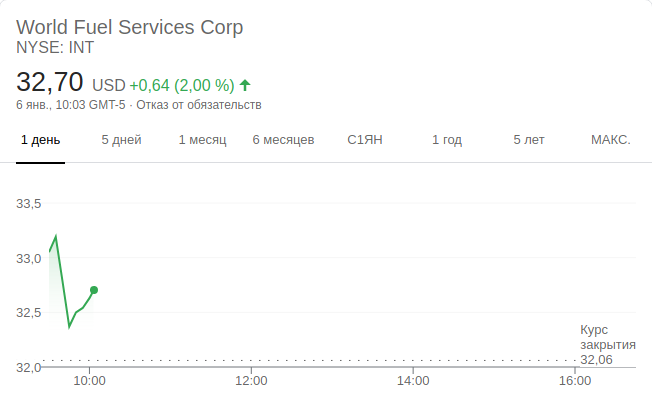 World Fuel Services Corp
NYSE: INT
32,70 USD +0,64 (2,00 %)
6 янв., 10:03 GMT-5 · Отказ от обязательств
1 день 5 дней 1 месяц 6 месяцев С1ЯН 1 год 5 лет МАКС.
33,5
33,0
32,5
32,0
Курс
закрытия
32,06
10:00 12:00 14:00 16:00